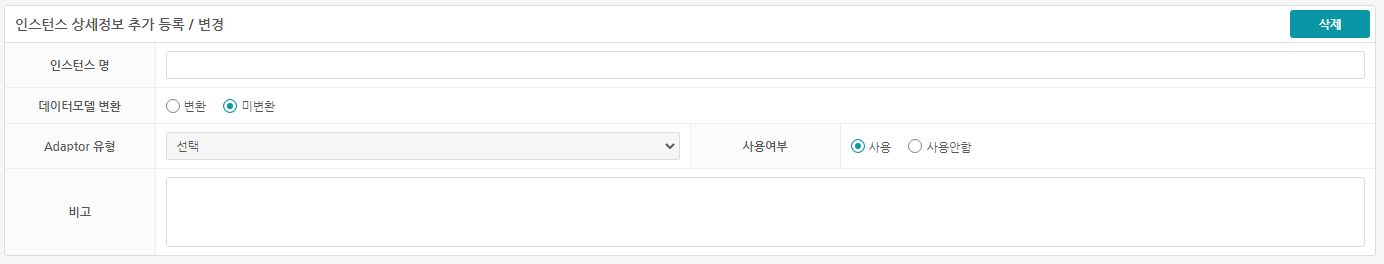 인스턴스 상세정보 추가 등록 / 변경 삭제
인스턴스 명
데이터모델 변환 변환 미변환
Adaptor 유형 선택 사용여부 사용 사용안함
비고